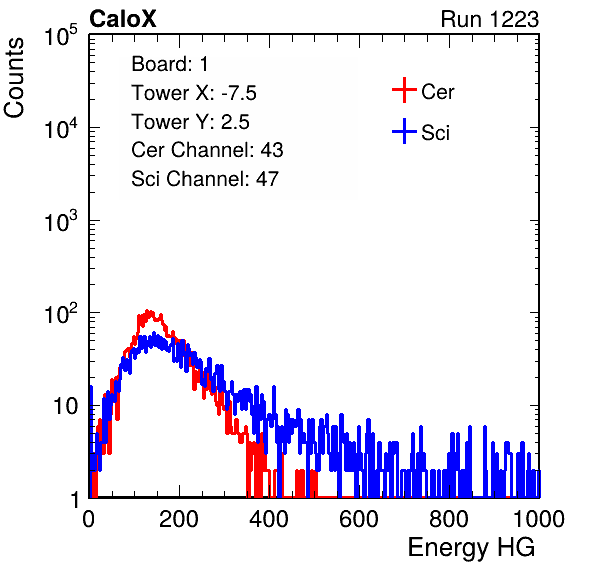 CaloX Run 1223
Counts
10^5
10^4
10^3
10^2
10
1
Board: 1
Tower X: -7.5
Tower Y: 2.5
Cer Channel: 43
Sci Channel: 47
Cer
Sci
0 200 400 600 800 1000
Energy HG